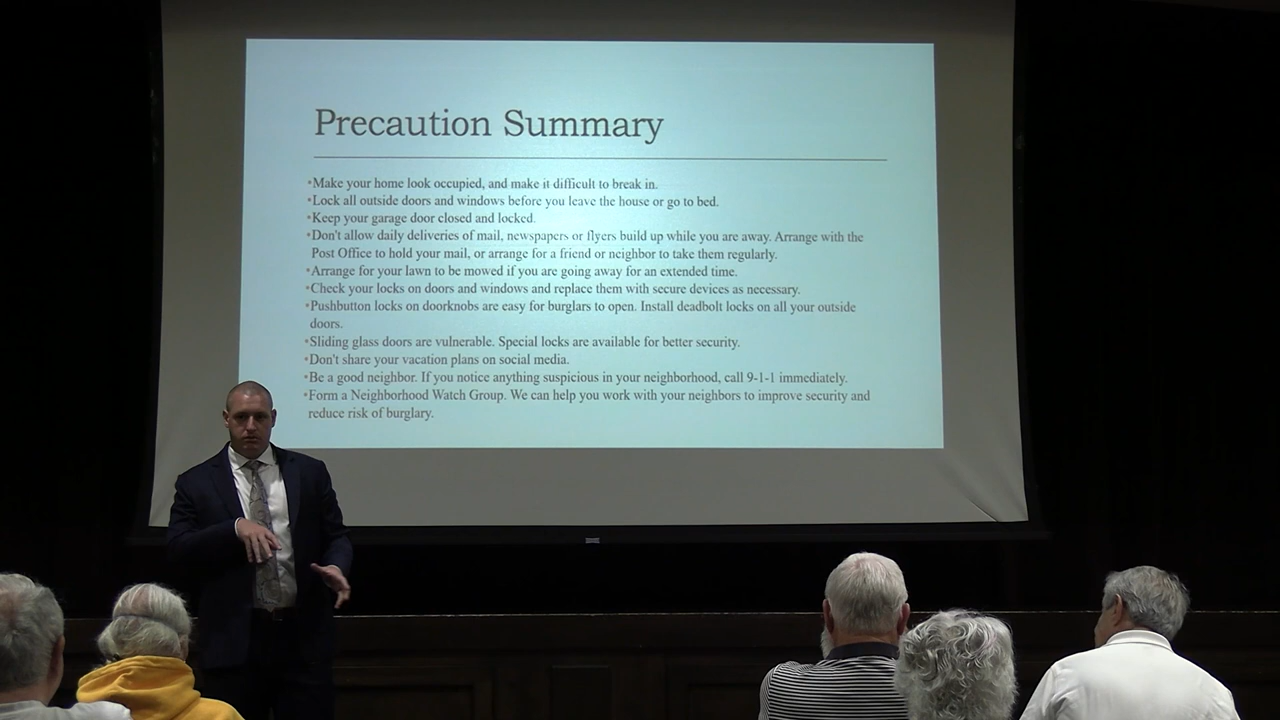 Precaution Summary
•Make your home look occupied, and make it difficult to break in.
•Lock all outside doors and windows before you leave the house or go to bed.
•Keep your garage door closed and locked.
•Don't allow daily deliveries of mail, newspapers or flyers build up while you are away. Arrange with the
Post Office to hold your mail, or arrange for a friend or neighbor to take them regularly.
•Arrange for your lawn to be mowed if you are going away for an extended time.
•Check your locks on doors and windows and replace them with secure devices as necessary.
•Pushbutton locks on doorknobs are easy for burglars to open. Install deadbolt locks on all your outside
doors.
•Sliding glass doors are vulnerable. Special locks are available for better security.
•Don't share your vacation plans on social media.
•Be a good neighbor. If you notice anything suspicious in your neighborhood, call 9-1-1 immediately.
•Form a Neighborhood Watch Group. We can help you work with your neighbors to improve security and
reduce risk of burglary.